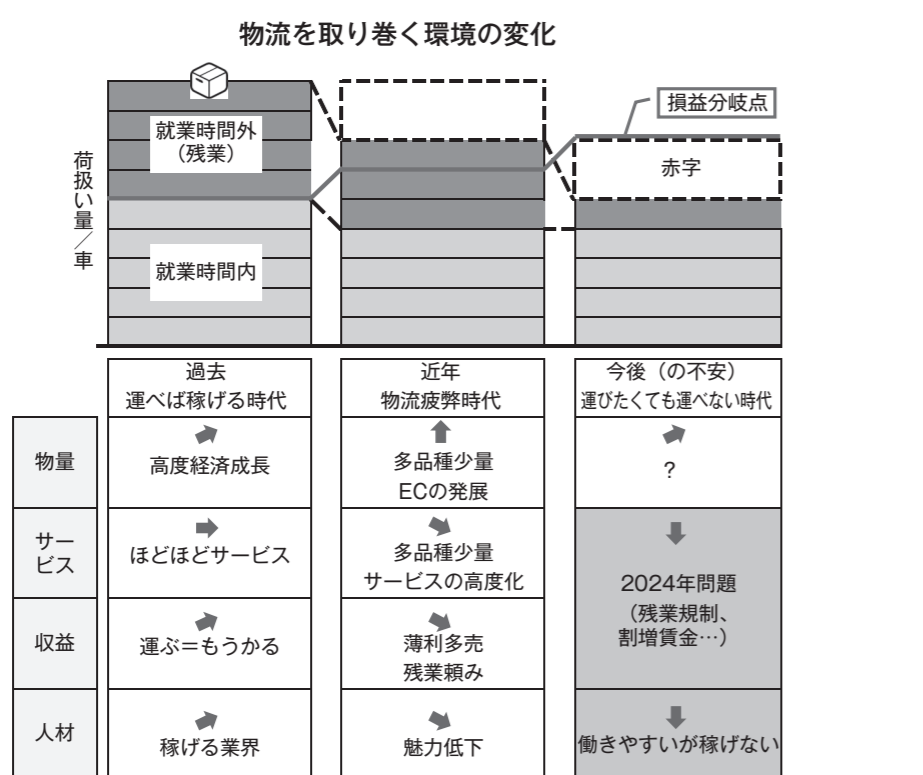 物流を取り巻く環境の変化
荷扱い量／車
就業時間外
（残業）
就業時間内
損益分岐点
赤字
過去
運べば稼げる時代
近年
物流疲弊時代
今後（の不安）
運びたくても運べない時代
物量
高度経済成長
多品種少量
ECの発展
？
サー
ビス
ほどほどサービス
多品種少量
サービスの高度化
2024年問題
（残業規制、
割増賃金…）
収益
運ぶ＝もうかる
薄利多売
残業頼み
人材
稼げる業界
魅力低下
働きやすいが稼げない